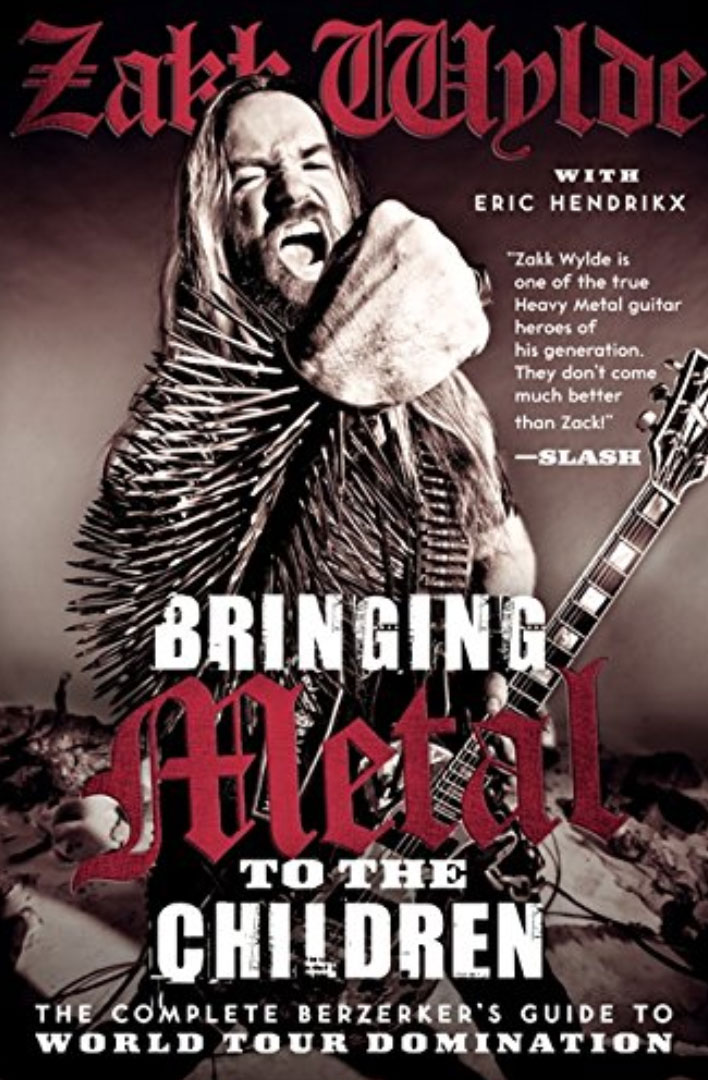 Zakk Wylde
WITH
ERIC HENDRIKX
"Zakk Wylde is
one of the true
Heavy Metal guitar
heroes of
his generation.
They don't come
much better
than Zack!"
—SLASH
BRINGING
Metal
TO THE
CHILDREN
THE COMPLETE BERZERKER'S GUIDE TO
WORLD TOUR DOMINATION